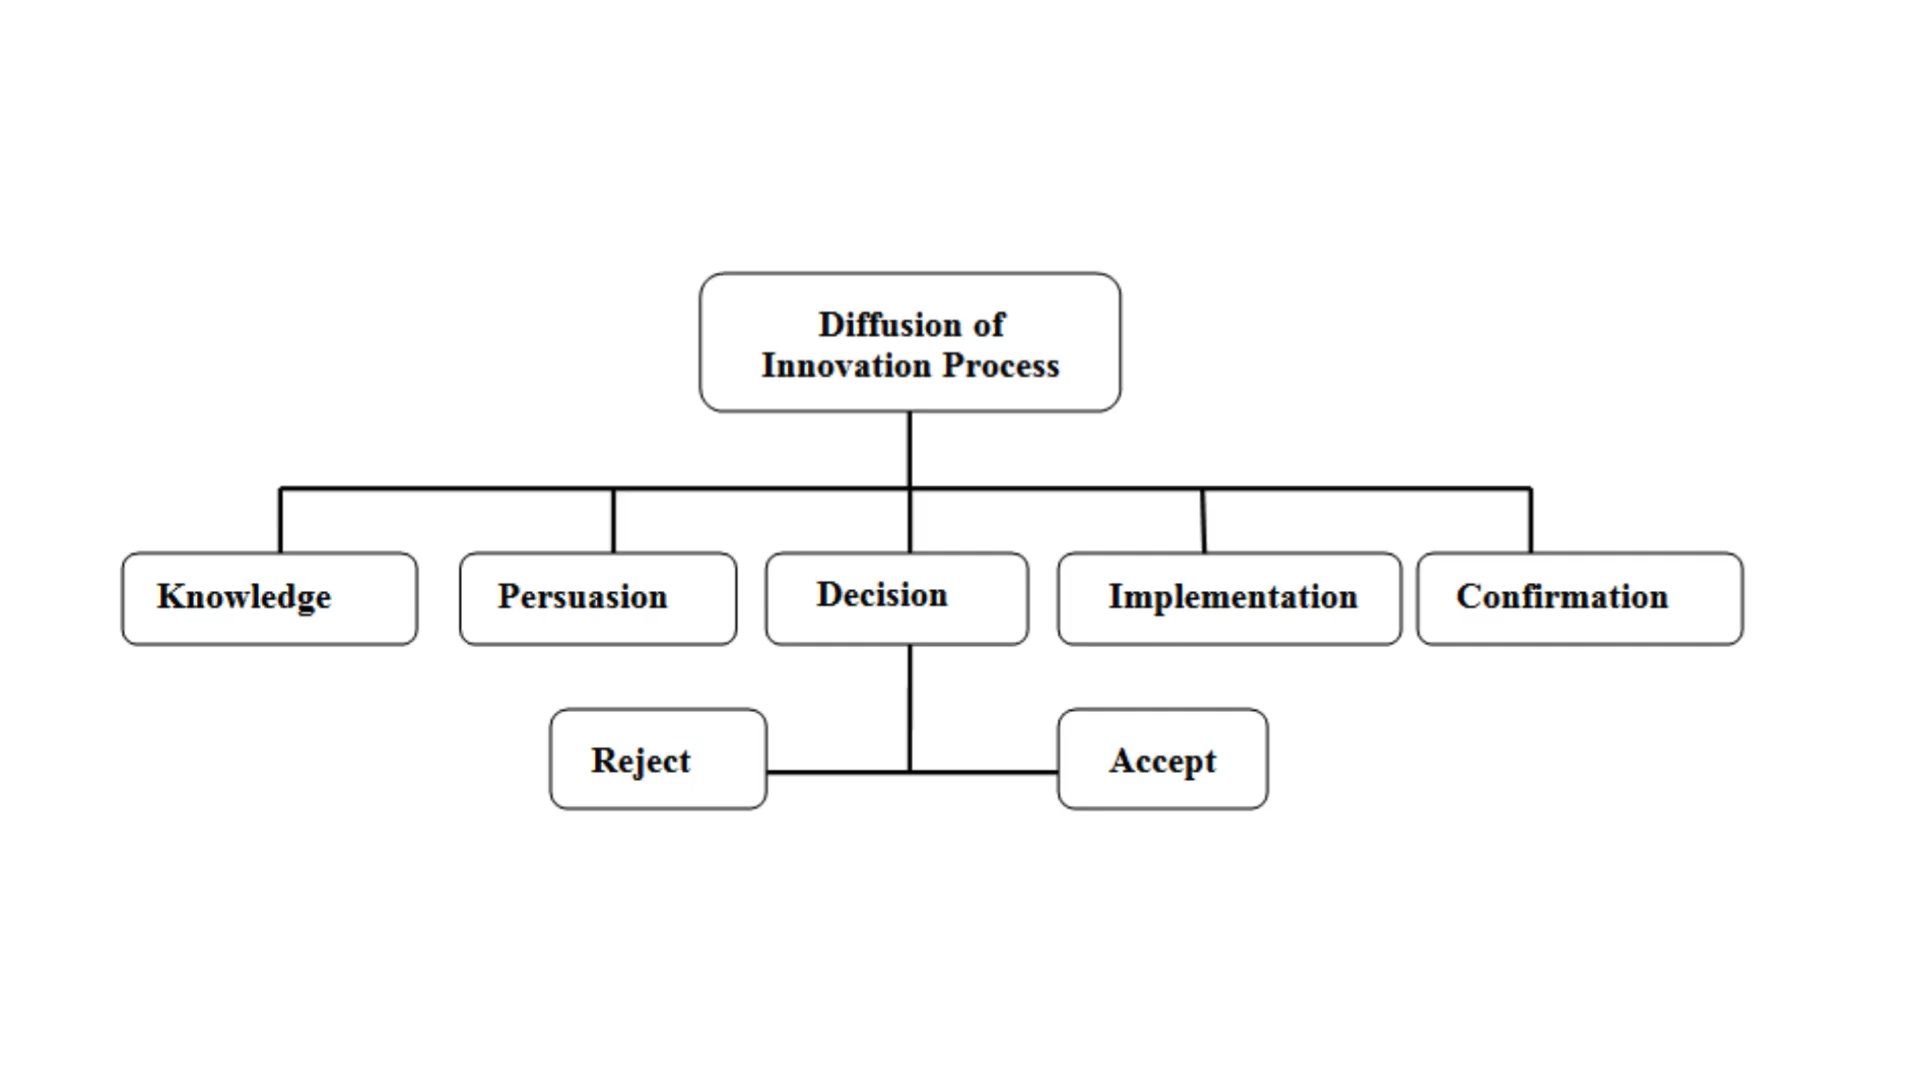 Diffusion of
Innovation Process
Knowledge
Persuasion
Decision
Implementation
Confirmation
Reject
Accept